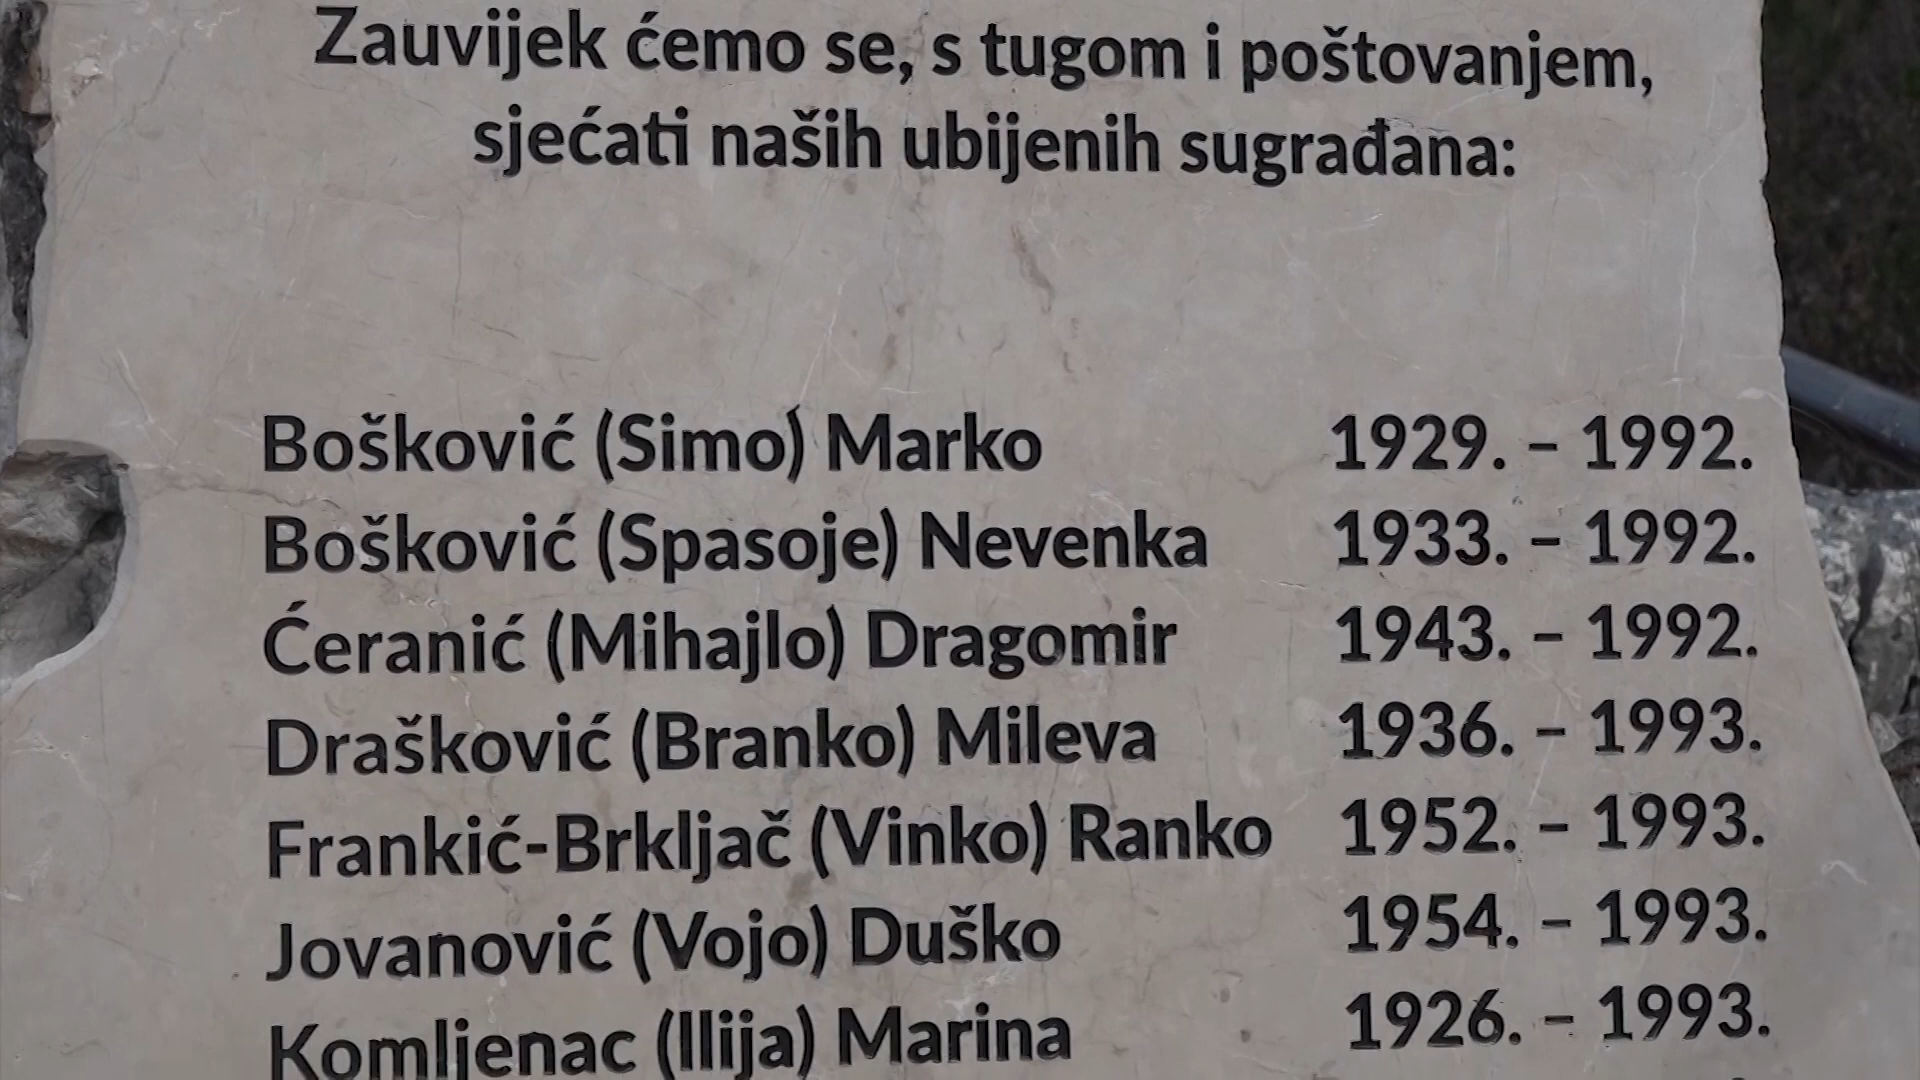 Zauvijek ćemo se, s tugom i poštovanjem,
sjećati naših ubijenih sugrađana:
Bošković (Simo) Marko 1929. – 1992.
Bošković (Spasoje) Nevenka 1933. – 1992.
Ćeranić (Mihajlo) Dragomir 1943. – 1992.
Drašković (Branko) Mileva 1936. – 1993.
Frankić-Brkljač (Vinko) Ranko 1952. – 1993.
Jovanović (Vojo) Duško 1954. – 1993.
Komljenac (Ilija) Marina 1926. – 1993.